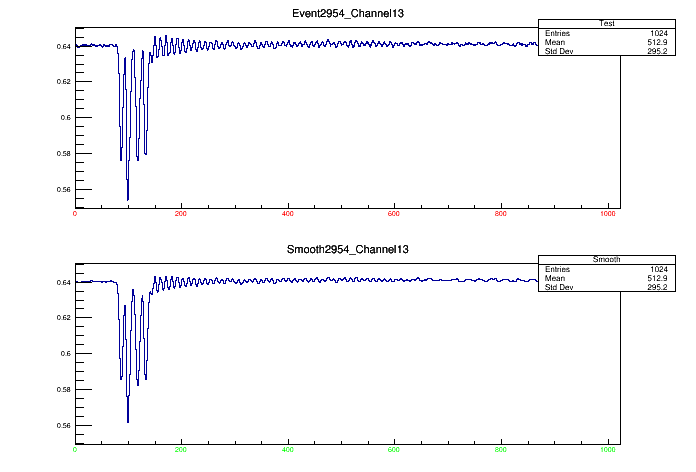 Event2954_Channel13
Test
Entries 1024
Mean 512.9
Std Dev 295.2
0.64
0.62
0.6
0.58
0.56
0 200 400 600 800 1000
Smooth2954_Channel13
Smooth
Entries 1024
Mean 512.9
Std Dev 295.2
0.64
0.62
0.6
0.58
0.56
0 200 400 600 800 1000